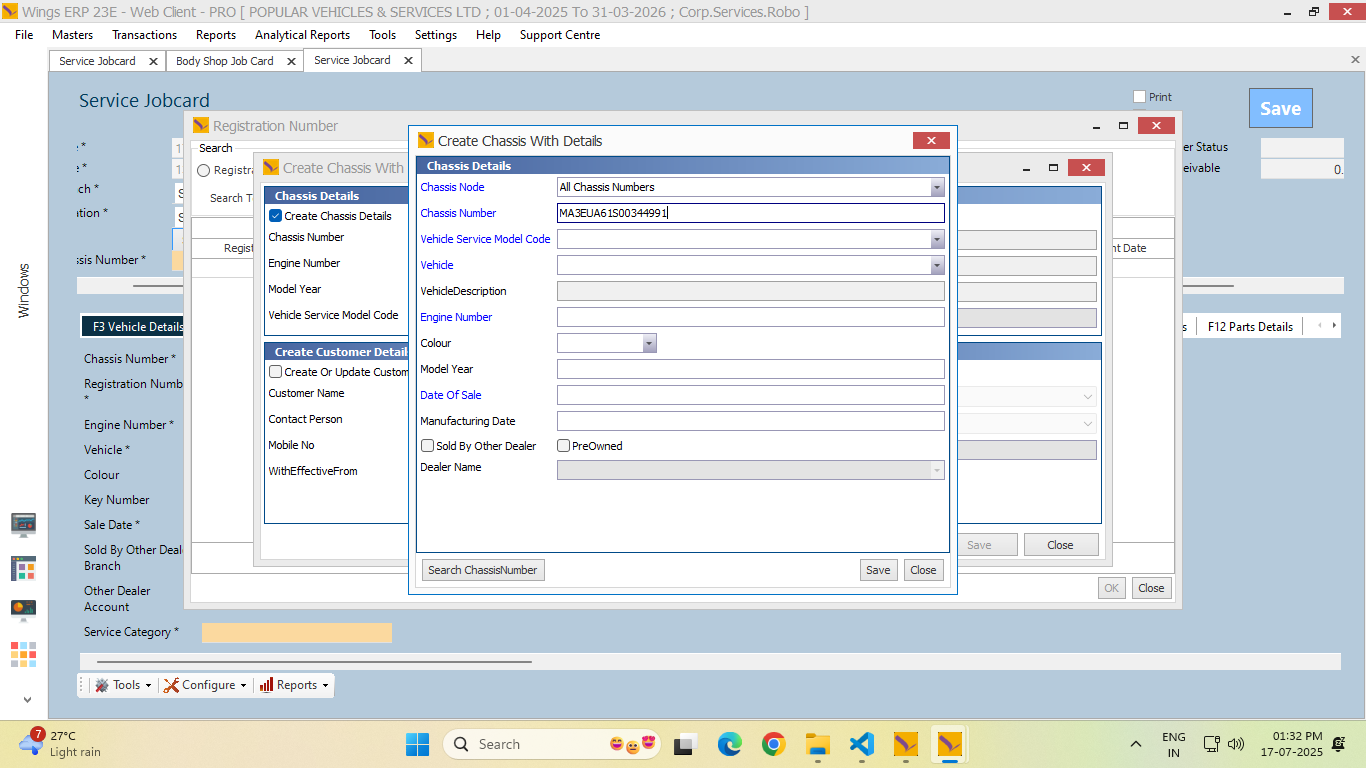 Wings ERP 23E - Web Client - PRO [ POPULAR VEHICLES & SERVICES LTD ; 01-04-2025 To 31-03-2026 ; Corp.Services.Robo ]
File Masters Transactions Reports Analytical Reports Tools Settings Help Support Centre
Service Jobcard Body Shop Job Card Service Jobcard
Service Jobcard
Print
Save
Registration Number
Search
Create Chassis With
Create Chassis With Details
Chassis Details
Chassis Node All Chassis Numbers
Chassis Number MA3EUA61S00344991
Vehicle Service Model Code
Vehicle
VehicleDescription
Engine Number
Colour
Model Year
Date Of Sale
Manufacturing Date
Sold By Other Dealer PreOwned
Dealer Name
Search ChassisNumber Save Close
Chassis Details
Create Chassis Details
Chassis Number
Engine Number
Model Year
Vehicle Service Model Code
Create Customer Detail
Create Or Update Custom
Customer Name
Contact Person
Mobile No
WithEffectiveFrom
Save Close
OK Close
er Status
eivable 0.
nt Date
Windows
F3 Vehicle Details
F12 Parts Details
Chassis Number *
Registration Numb
*
Engine Number *
Vehicle *
Colour
Key Number
Sale Date *
Sold By Other Deal
Branch
Other Dealer
Account
Service Category *
Tools Configure Reports
7
27°C
Light rain
Search
ENG
IN
01:32 PM
17-07-2025